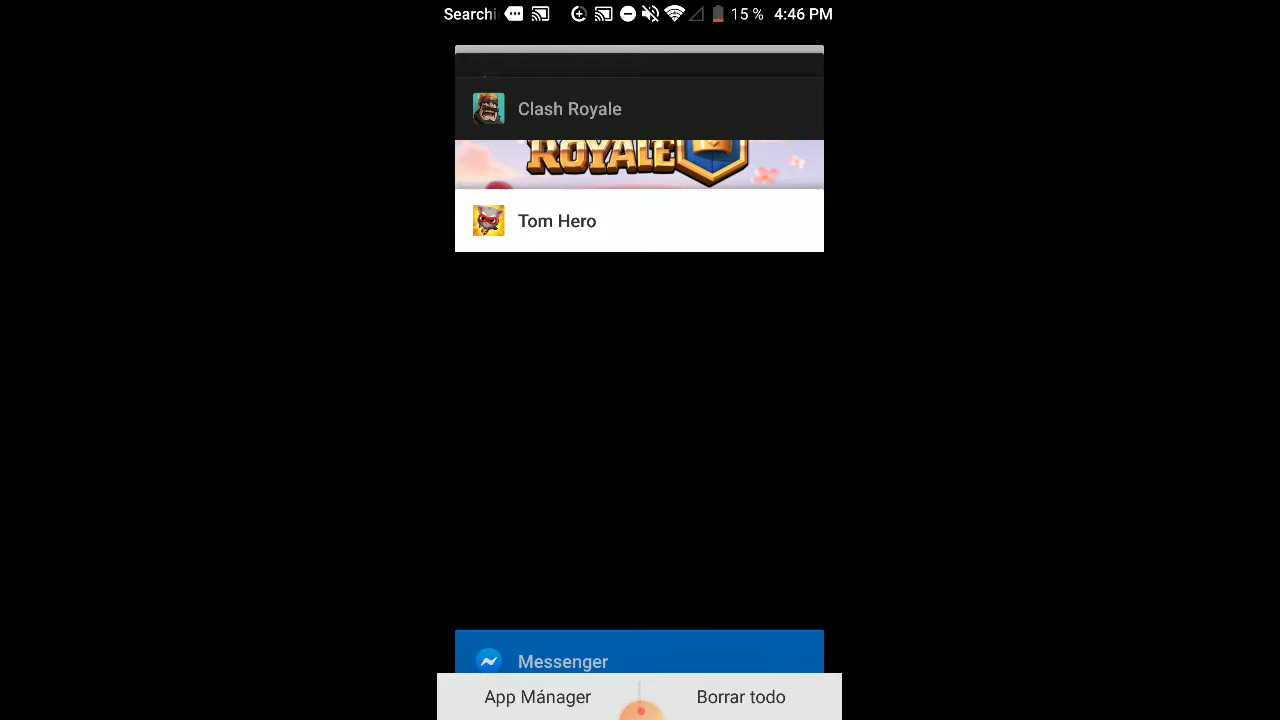 Searchi 15 % 4:46 PM
Clash Royale
ROYALE
Tom Hero
Messenger
App Mánager Borrar todo